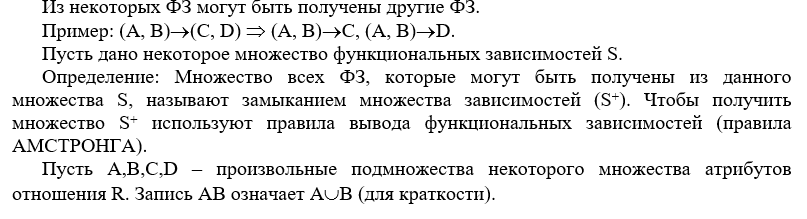 Из некоторых ФЗ могут быть получены другие ФЗ.
Пример: (A, B)→(C, D) ⇒ (A, B)→C, (A, B)→D.
Пусть дано некоторое множество функциональных зависимостей S.
Определение: Множество всех ФЗ, которые могут быть получены из данного
множества S, называют замыканием множества зависимостей (S⁺). Чтобы получить
множество S⁺ используют правила вывода функциональных зависимостей (правила
АМСТРОНГА).
Пусть A,B,C,D – произвольные подмножества некоторого множества атрибутов
отношения R. Запись AB означает A∪B (для краткости).